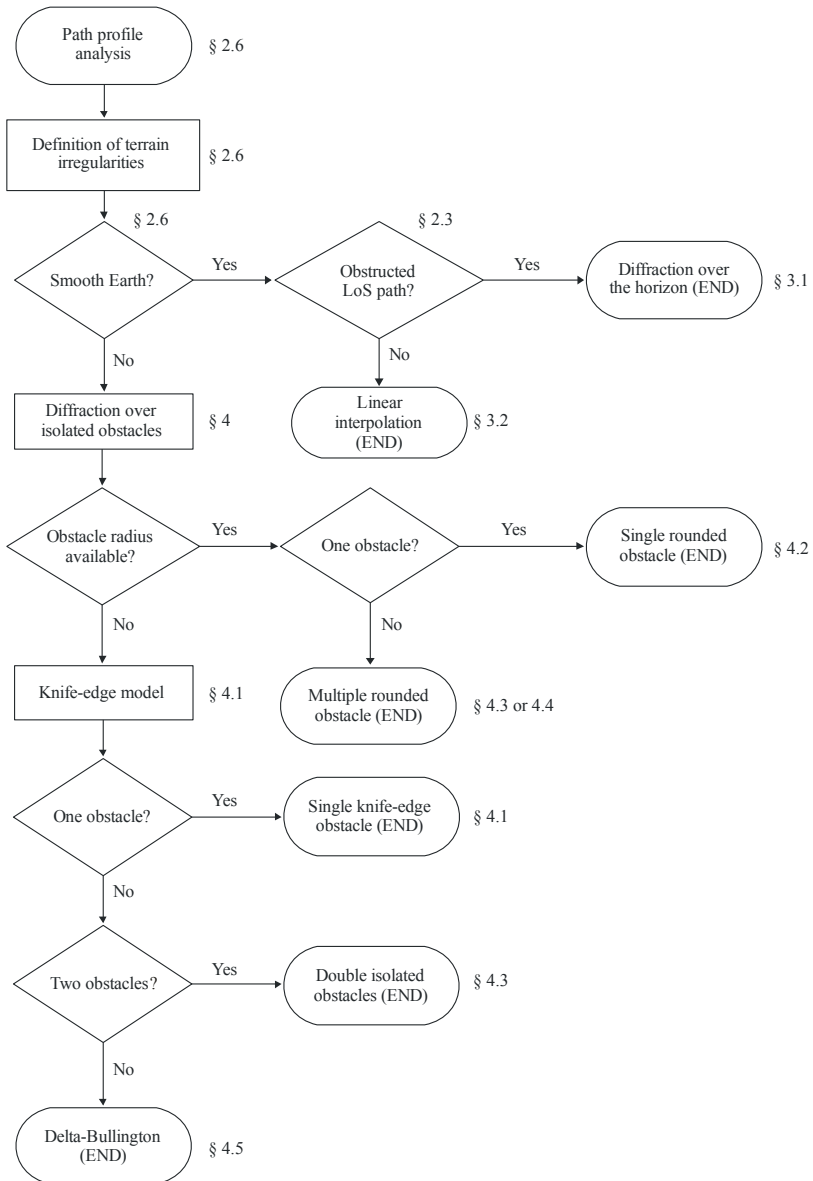 Path profile
analysis
§ 2.6
Definition of terrain
irregularities
§ 2.6
§ 2.6
§ 2.3
Smooth Earth?
Yes
Obstructed
LoS path?
Yes
Diffraction over
the horizon (END)
§ 3.1
No
No
Diffraction over
isolated obstacles
§ 4
Linear
interpolation
(END)
§ 3.2
Obstacle radius
available?
Yes
One obstacle?
Yes
Single rounded
obstacle (END)
§ 4.2
No
No
Knife-edge model
§ 4.1
Multiple rounded
obstacle (END)
§ 4.3 or 4.4
One obstacle?
Yes
Single knife-edge
obstacle (END)
§ 4.1
No
Two obstacles?
Yes
Double isolated
obstacles (END)
§ 4.3
No
Delta-Bullington
(END)
§ 4.5